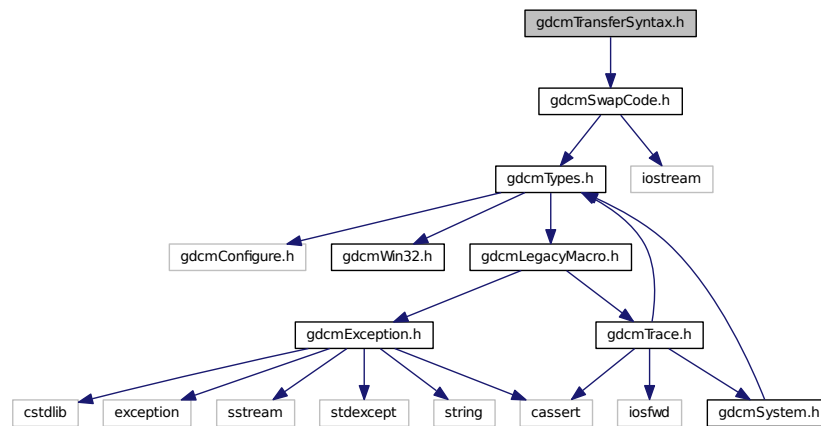 gdcmTransferSyntax.h
gdcmSwapCode.h
gdcmTypes.h
iostream
gdcmConfigure.h
gdcmWin32.h
gdcmLegacyMacro.h
gdcmException.h
gdcmTrace.h
cstdlib
exception
sstream
stdexcept
string
cassert
iosfwd
gdcmSystem.h